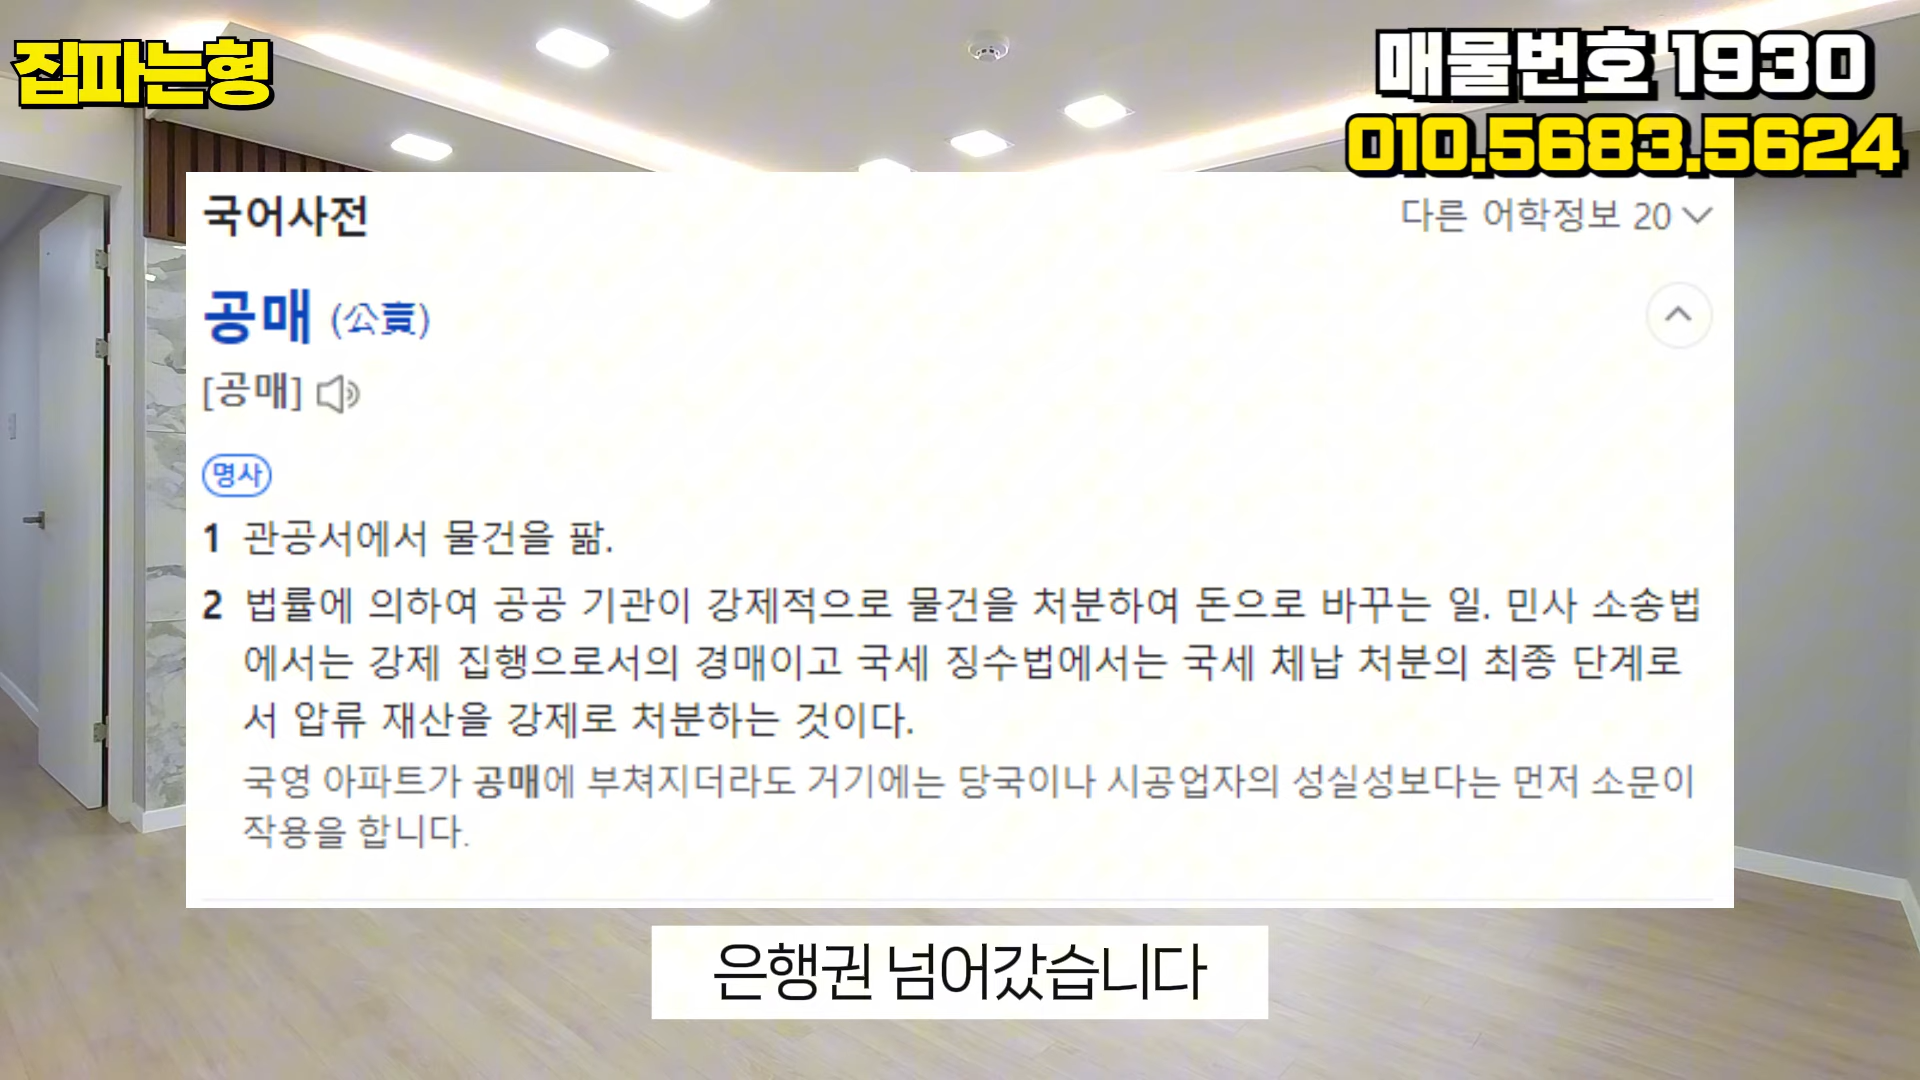 집파는형
매물번호 1930
010.5683.5624
국어사전
다른 어학정보 20
공매 (公賣)
[공매]
명사
1 관공서에서 물건을 팖.
2 법률에 의하여 공공 기관이 강제적으로 물건을 처분하여 돈으로 바꾸는 일. 민사 소송법
에서는 강제 집행으로서의 경매이고 국세 징수법에서는 국세 체납 처분의 최종 단계로
서 압류 재산을 강제로 처분하는 것이다.
국영 아파트가 공매에 부쳐지더라도 거기에는 당국이나 시공업자의 성실성보다는 먼저 소문이
작용을 합니다.
은행권 넘어갔습니다